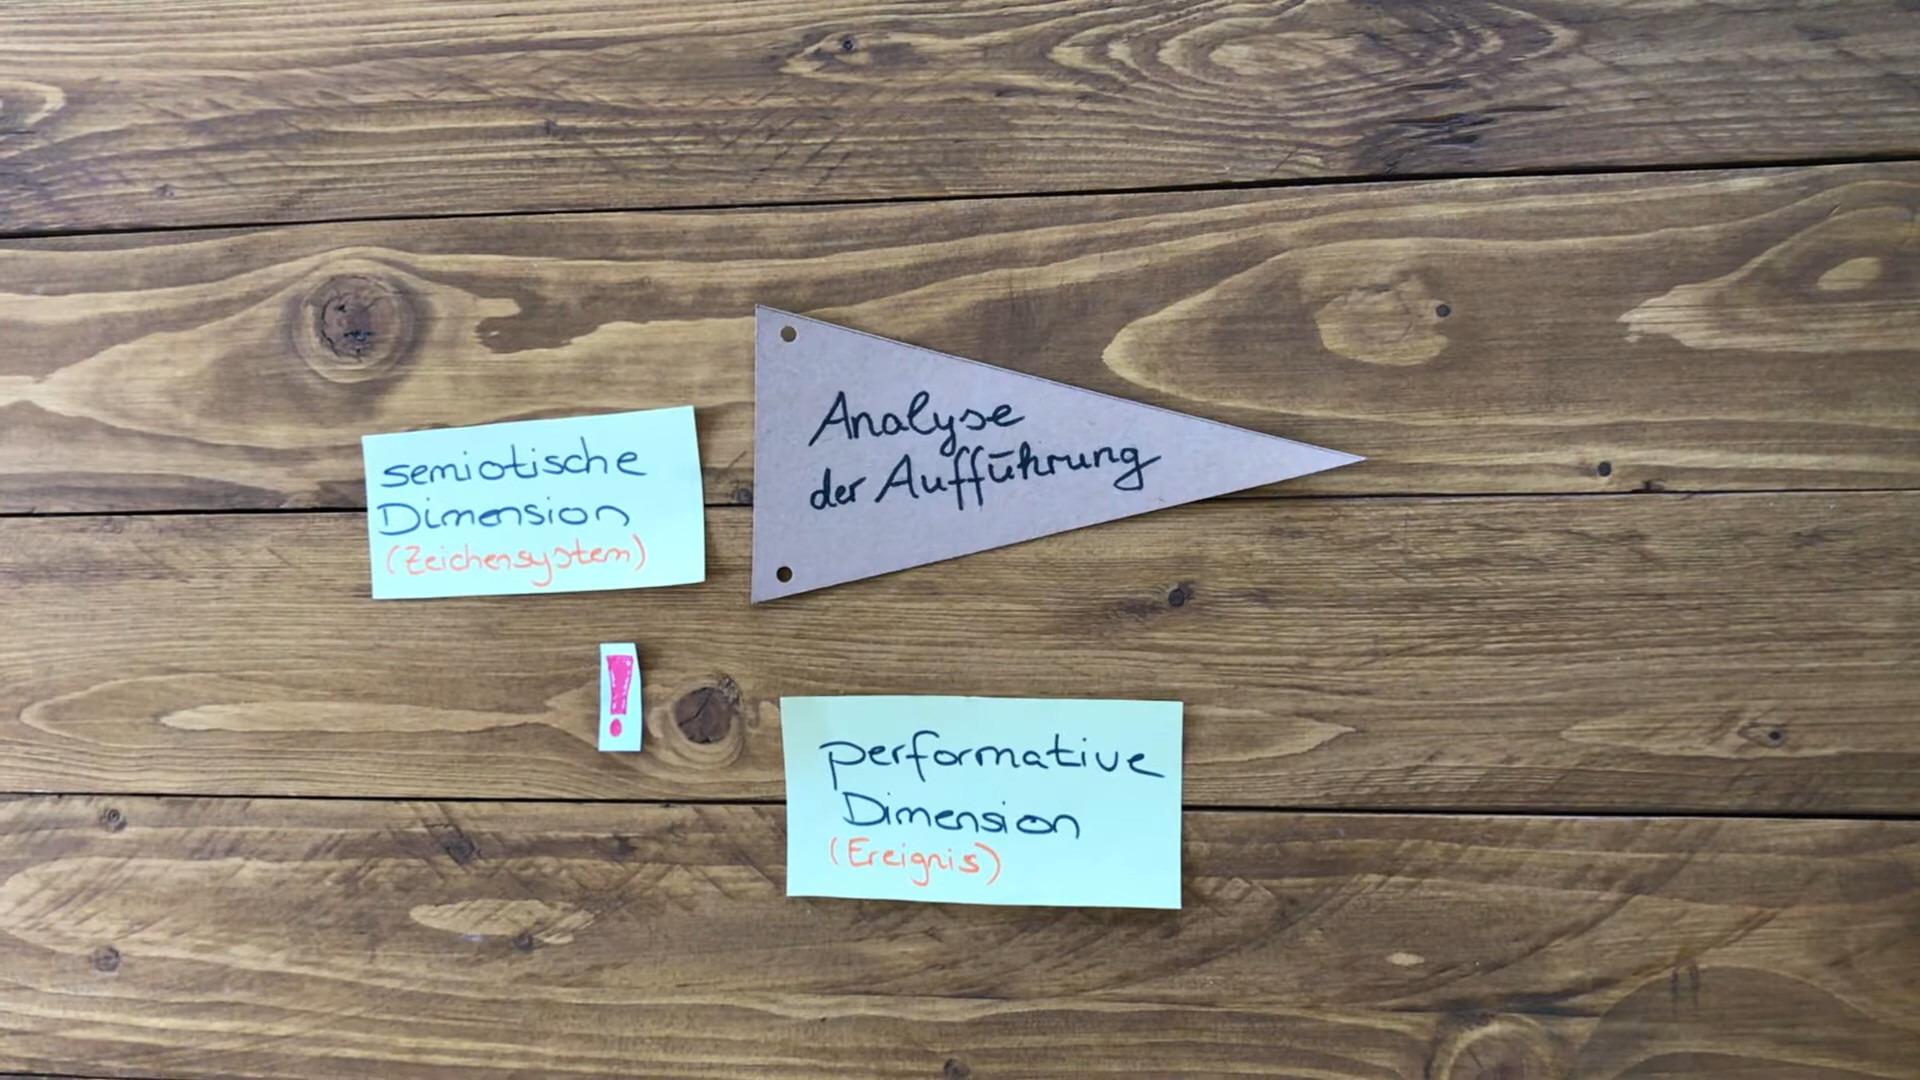 Analyse
der Aufführung
semiotische
Dimension
(Zeichensystem)
!
performative
Dimension
(Ereignis)